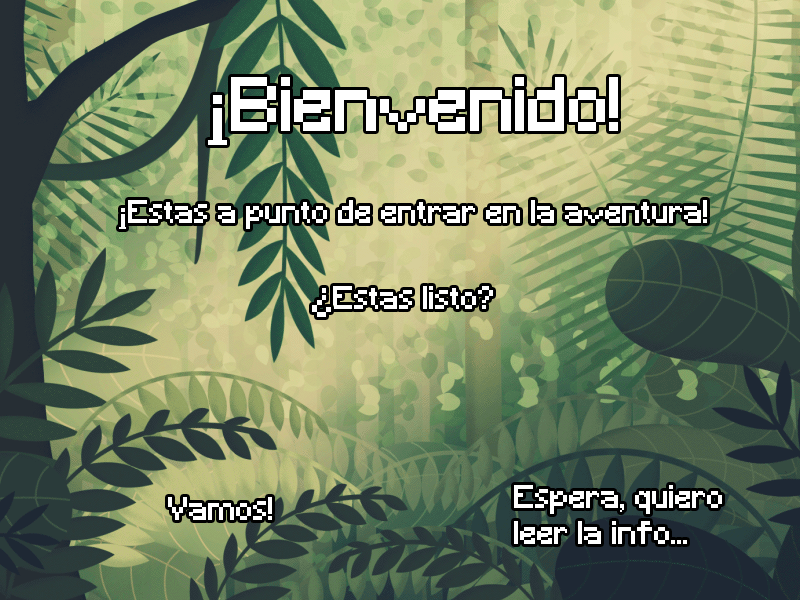 ¡Bienvenido!
¡Estas a punto de entrar en la aventura!
¿Estas listo?
Vamos!
Espera, quiero
leer la info...